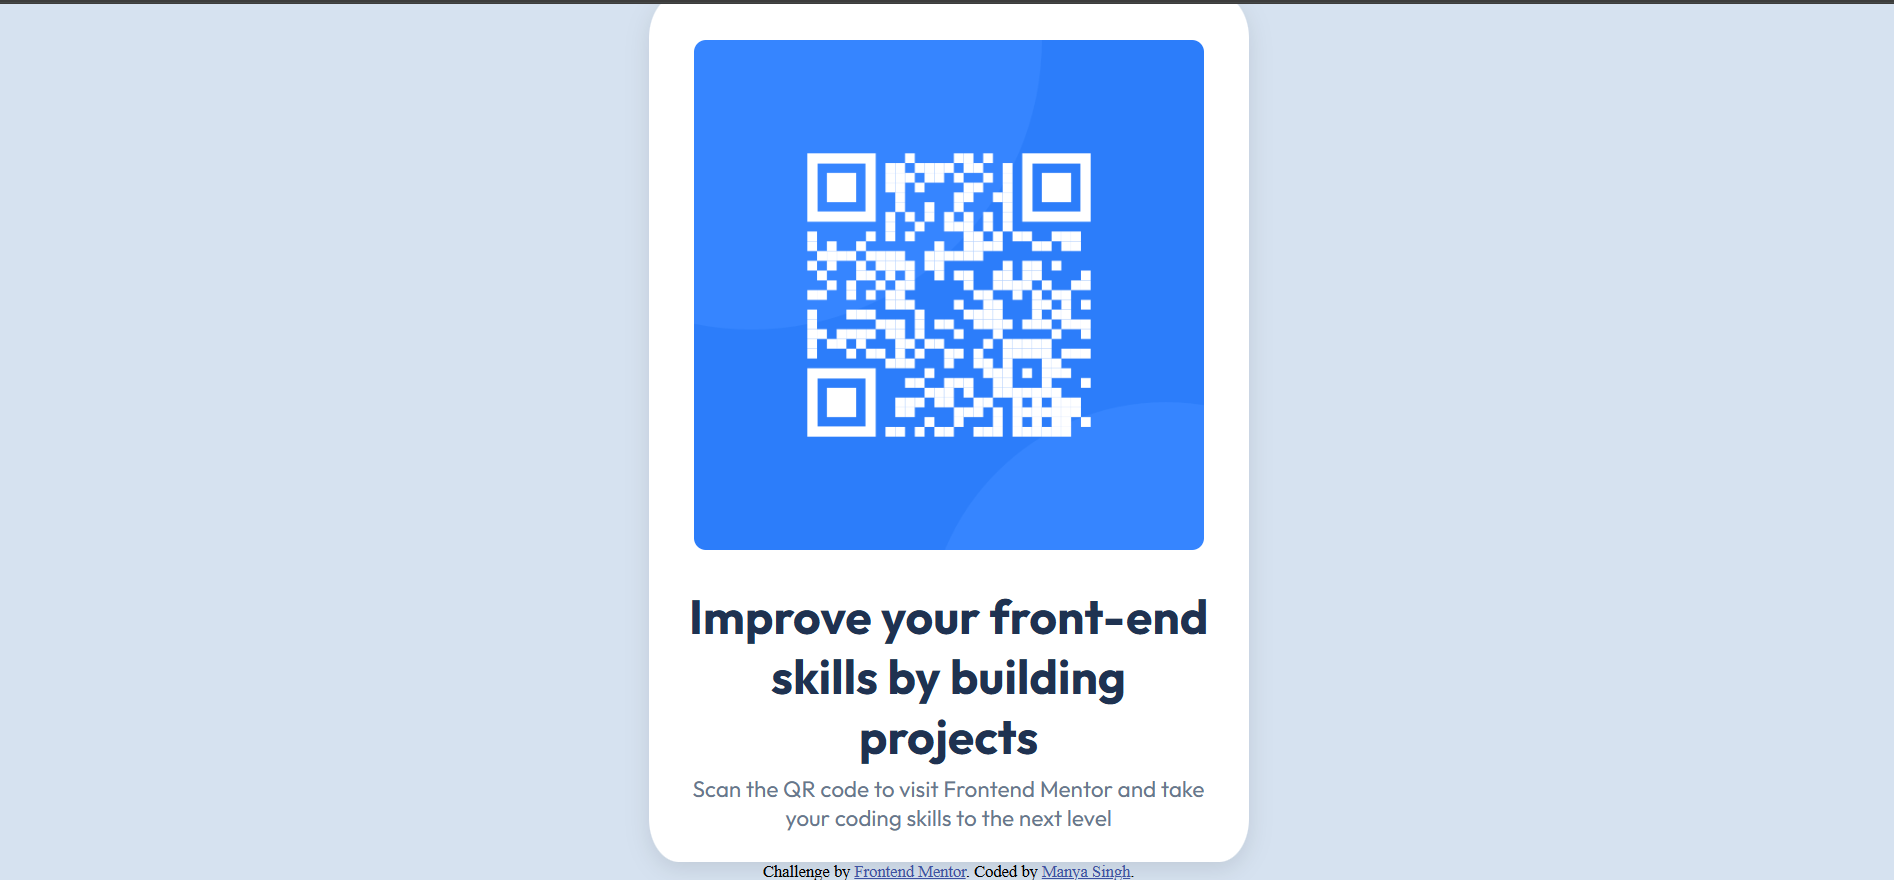 Improve your front-end
skills by building
projects
Scan the QR code to visit Frontend Mentor and take
your coding skills to the next level
Challenge by Frontend Mentor. Coded by Manya Singh.